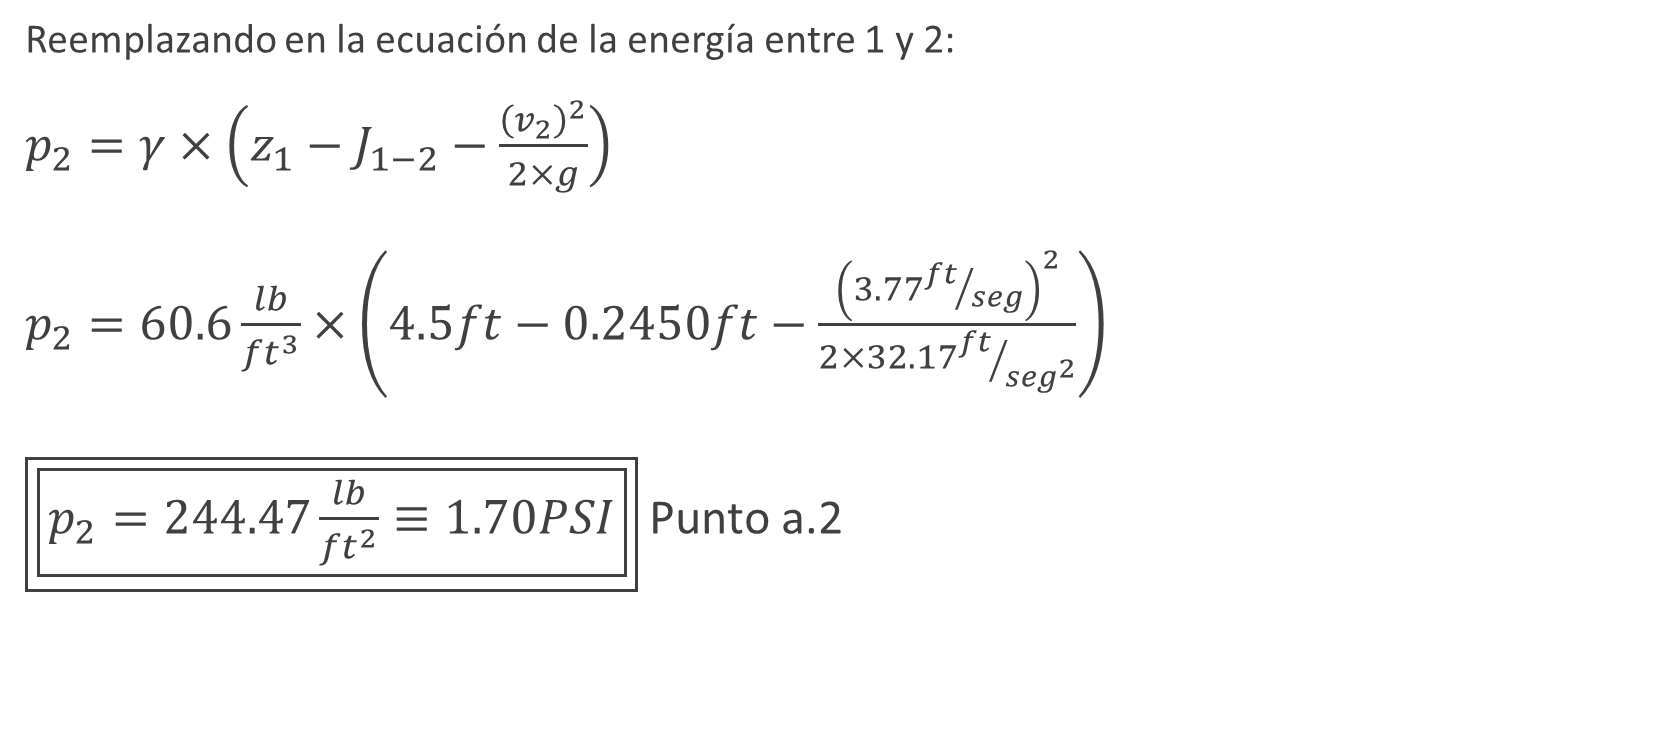 Reemplazando en la ecuación de la energía entre 1 y 2:
p₂ = γ × (z₁ − J₁₋₂ − (v₂)²/2×g)
p₂ = 60.6 lb/ft³ × (4.5ft − 0.2450ft − (3.77 ft/seg)²/2×32.17 ft/seg²)
p₂ = 244.47 lb/ft² ≡ 1.70PSI Punto a.2